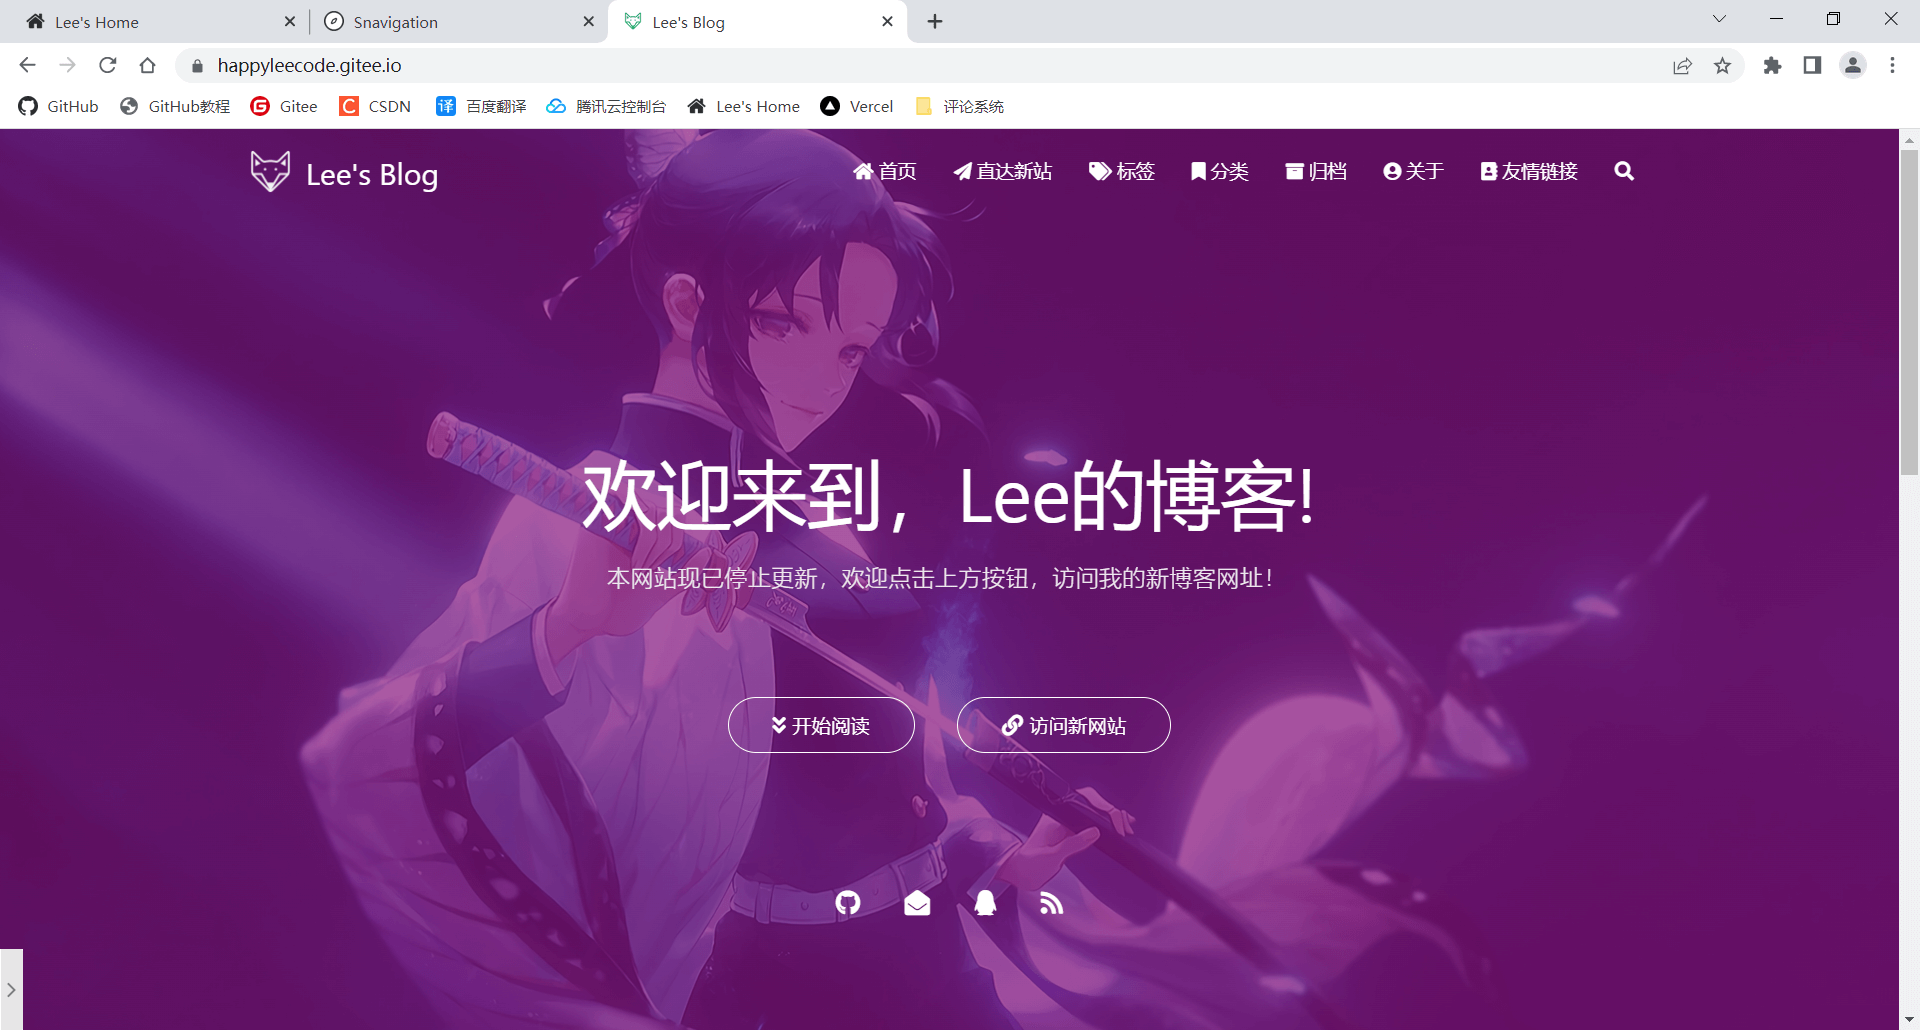 Lee's Home
Snavigation
Lee's Blog
happyleecode.gitee.io
GitHub
GitHub教程
Gitee
CSDN
译 百度翻译
腾讯云控制台
Lee's Home
Vercel
评论系统
Lee's Blog
首页
直达新站
标签
分类
归档
关于
友情链接
欢迎来到，Lee的博客!
本网站现已停止更新，欢迎点击上方按钮，访问我的新博客网址！
开始阅读
访问新网站